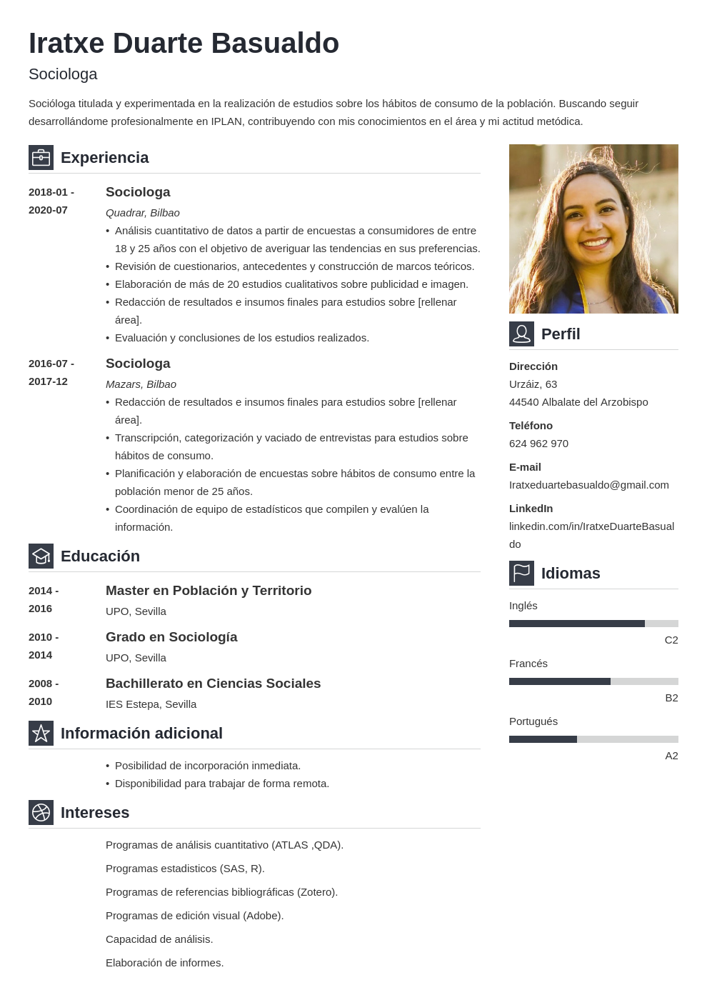 Iratxe Duarte Basualdo
Sociologa
Socióloga titulada y experimentada en la realización de estudios sobre los hábitos de consumo de la población. Buscando seguir
desarrollándome profesionalmente en IPLAN, contribuyendo con mis conocimientos en el área y mi actitud metódica.
Experiencia
2018-01 -
2020-07
Sociologa
Quadrar, Bilbao
• Análisis cuantitativo de datos a partir de encuestas a consumidores de entre
18 y 25 años con el objetivo de averiguar las tendencias en sus preferencias.
• Revisión de cuestionarios, antecedentes y construcción de marcos teóricos.
• Elaboración de más de 20 estudios cualitativos sobre publicidad e imagen.
• Redacción de resultados e insumos finales para estudios sobre [rellenar
área].
• Evaluación y conclusiones de los estudios realizados.
2016-07 -
2017-12
Sociologa
Mazars, Bilbao
• Redacción de resultados e insumos finales para estudios sobre [rellenar
área].
• Transcripción, categorización y vaciado de entrevistas para estudios sobre
hábitos de consumo.
• Planificación y elaboración de encuestas sobre hábitos de consumo entre la
población menor de 25 años.
• Coordinación de equipo de estadísticos que compilen y evalúen la
información.
Educación
2014 -
2016
Master en Población y Territorio
UPO, Sevilla
2010 -
2014
Grado en Sociología
UPO, Sevilla
2008 -
2010
Bachillerato en Ciencias Sociales
IES Estepa, Sevilla
Información adicional
• Posibilidad de incorporación inmediata.
• Disponibilidad para trabajar de forma remota.
Intereses
Programas de análisis cuantitativo (ATLAS ,QDA).
Programas estadisticos (SAS, R).
Programas de referencias bibliográficas (Zotero).
Programas de edición visual (Adobe).
Capacidad de análisis.
Elaboración de informes.
Perfil
Dirección
Urzáiz, 63
44540 Albalate del Arzobispo
Teléfono
624 962 970
E-mail
Iratxeduartebasualdo@gmail.com
LinkedIn
linkedin.com/in/IratxeDuarteBasual
do
Idiomas
Inglés
C2
Francés
B2
Portugués
A2